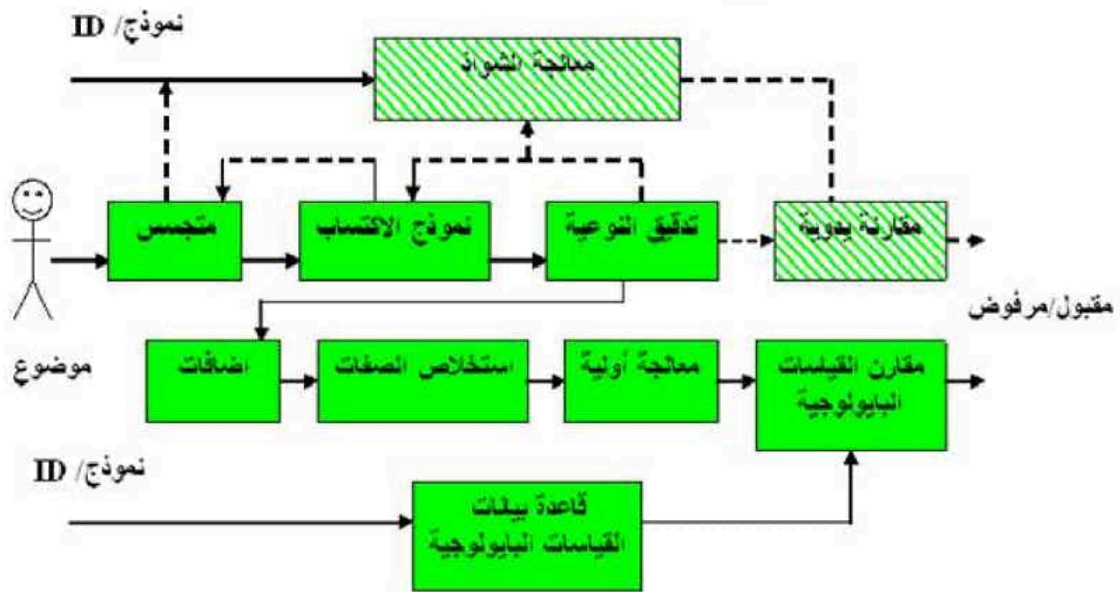 نموذج/ ID
معالجة الشواذ
متجسس
نموذج الاكتساب
تدقيق النوعية
مقارنة يدوية
مقبول/مرفوض
موضوع
اضافات
استخلاص الصفات
معالجة أولية
مقارن القياسات
البايولوجية
نموذج/ ID
قاعدة بيانات
القياسات البايولوجية